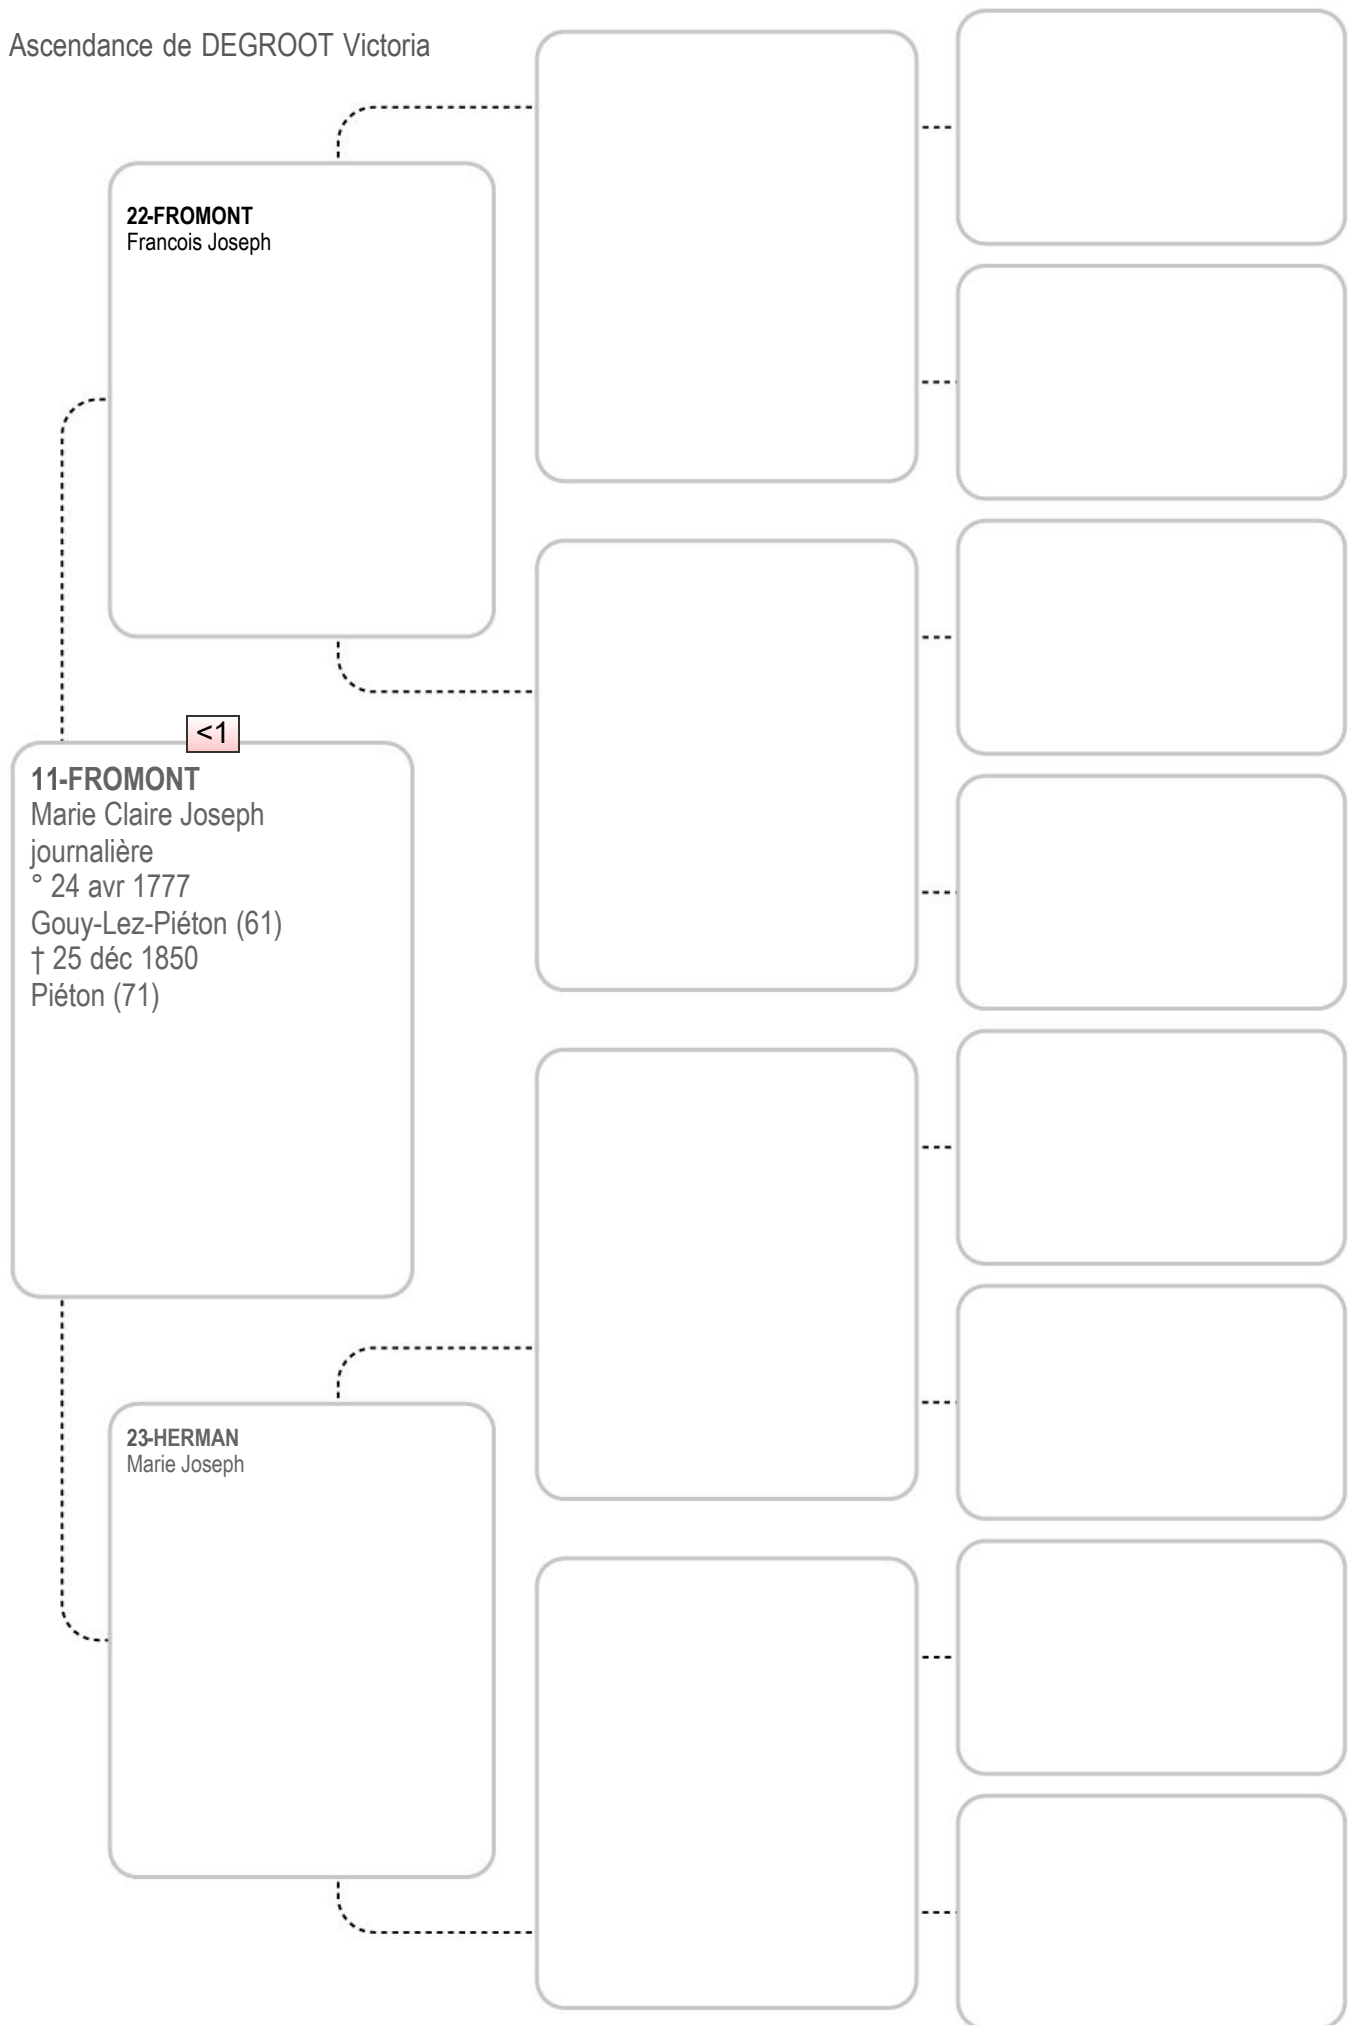 Ascendance de DEGROOT Victoria
22-FROMONT
Francois Joseph
<1
11-FROMONT
Marie Claire Joseph
journalière
° 24 avr 1777
Gouy-Lez-Piéton (61)
† 25 déc 1850
Piéton (71)
23-HERMAN
Marie Joseph